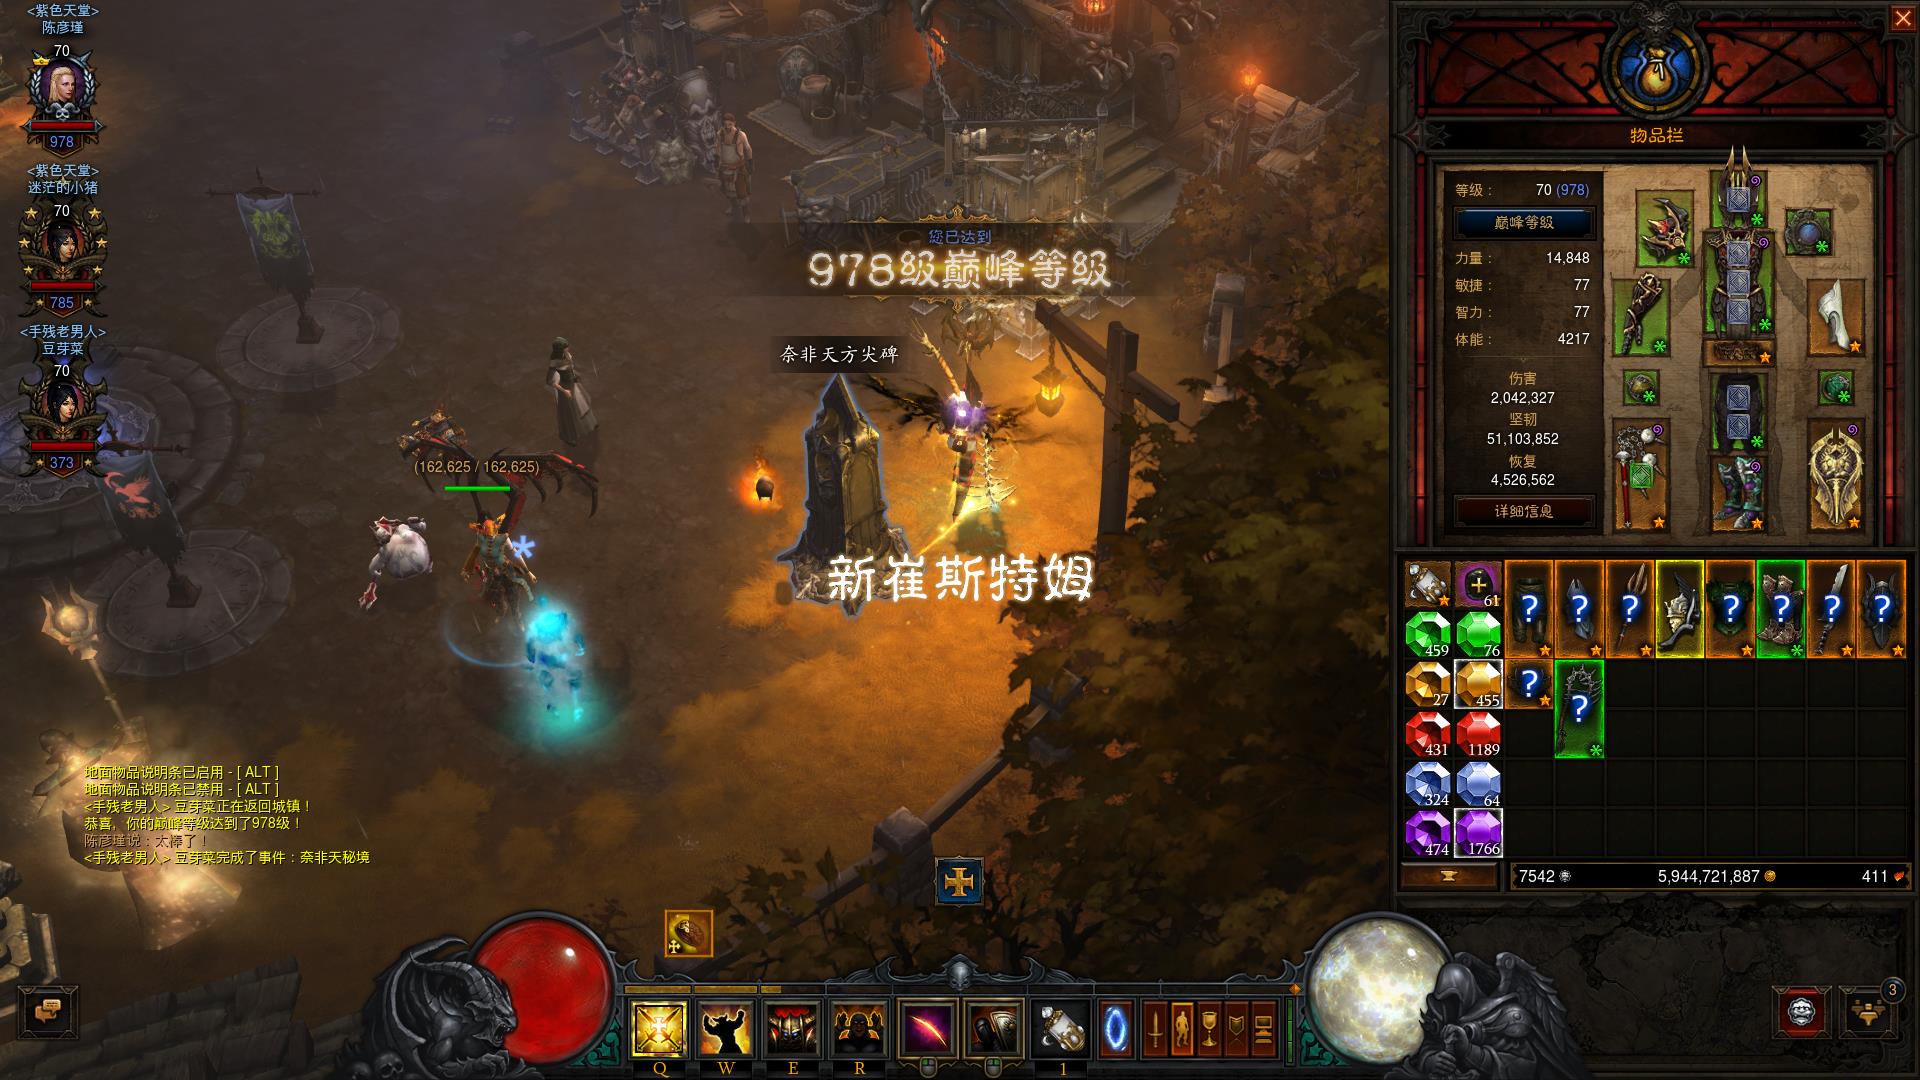 <紫色天堂>
陈彦瑾
70
978
<紫色天堂>
迷茫的小猪
70
785
<手残老男人>
豆芽菜
70
373
您已达到
978级巅峰等级
奈非天方尖碑
(162,625 / 162,625)
新崔斯特姆
地面物品说明条已启用 - [ ALT ]
地面物品说明条已禁用 - [ ALT ]
<手残老男人> 豆芽菜正在返回城镇！
恭喜，你的巅峰等级达到了978级！
陈彦瑾说：太棒了！
<手残老男人> 豆芽菜完成了事件：奈非天秘境
Q
W
E
R
1
物品栏
等级： 70 (978)
巅峰等级
力量： 14,848
敏捷： 77
智力： 77
体能： 4217
伤害
2,042,327
坚韧
51,103,852
恢复
4,526,562
详细信息
61
? ? ? ? ? ? ?
459 76
27 455 ?
?
431 1189
324 64
474 1766
7542 5,944,721,887 411
3